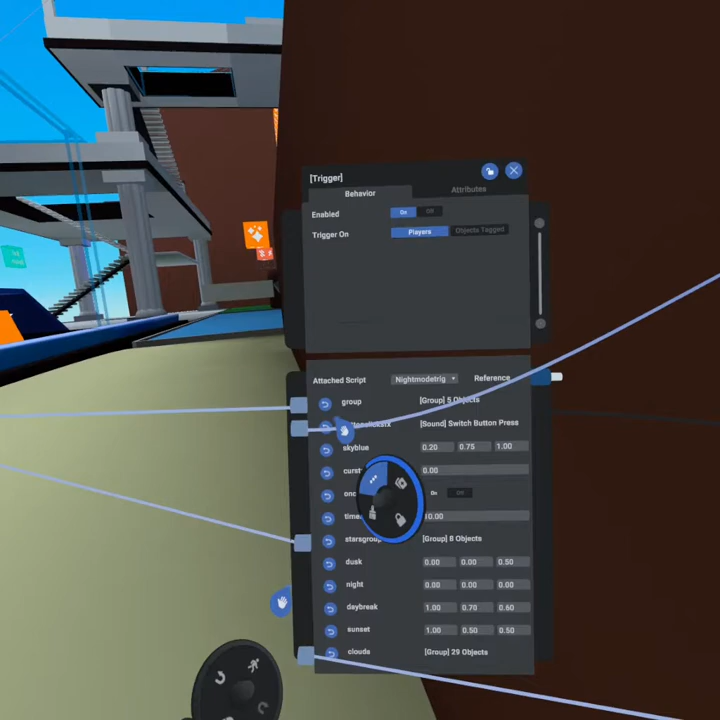 [Trigger]
Behavior Attributes
Enabled On Off
Trigger On Players Objects Tagged
Attached Script Nightmodetrig Reference
group [Group] 5 Objects
[Sound] Switch Button Press
skyblue 0.20 0.75 1.00
0.00
On Off
starsgroup [Group] 8 Objects
dusk 0.00 0.00 0.50
night 0.00 0.00 0.00
daybreak 1.00 0.70 0.60
sunset 1.00 0.50 0.50
clouds [Group] 29 Objects